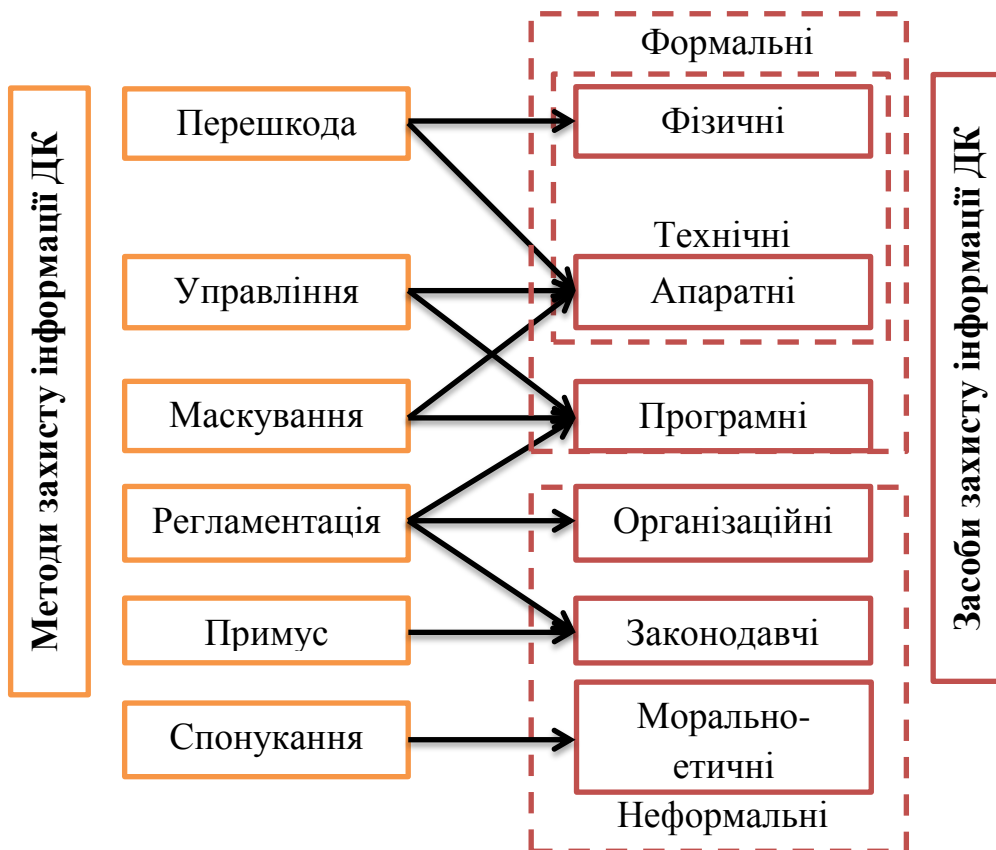 Методи захисту інформації ДК
Перешкода
Управління
Маскування
Регламентація
Примус
Спонукання
Формальні
Фізичні
Технічні
Апаратні
Програмні
Організаційні
Законодавчі
Морально-
етичні
Неформальні
Засоби захисту інформації ДК